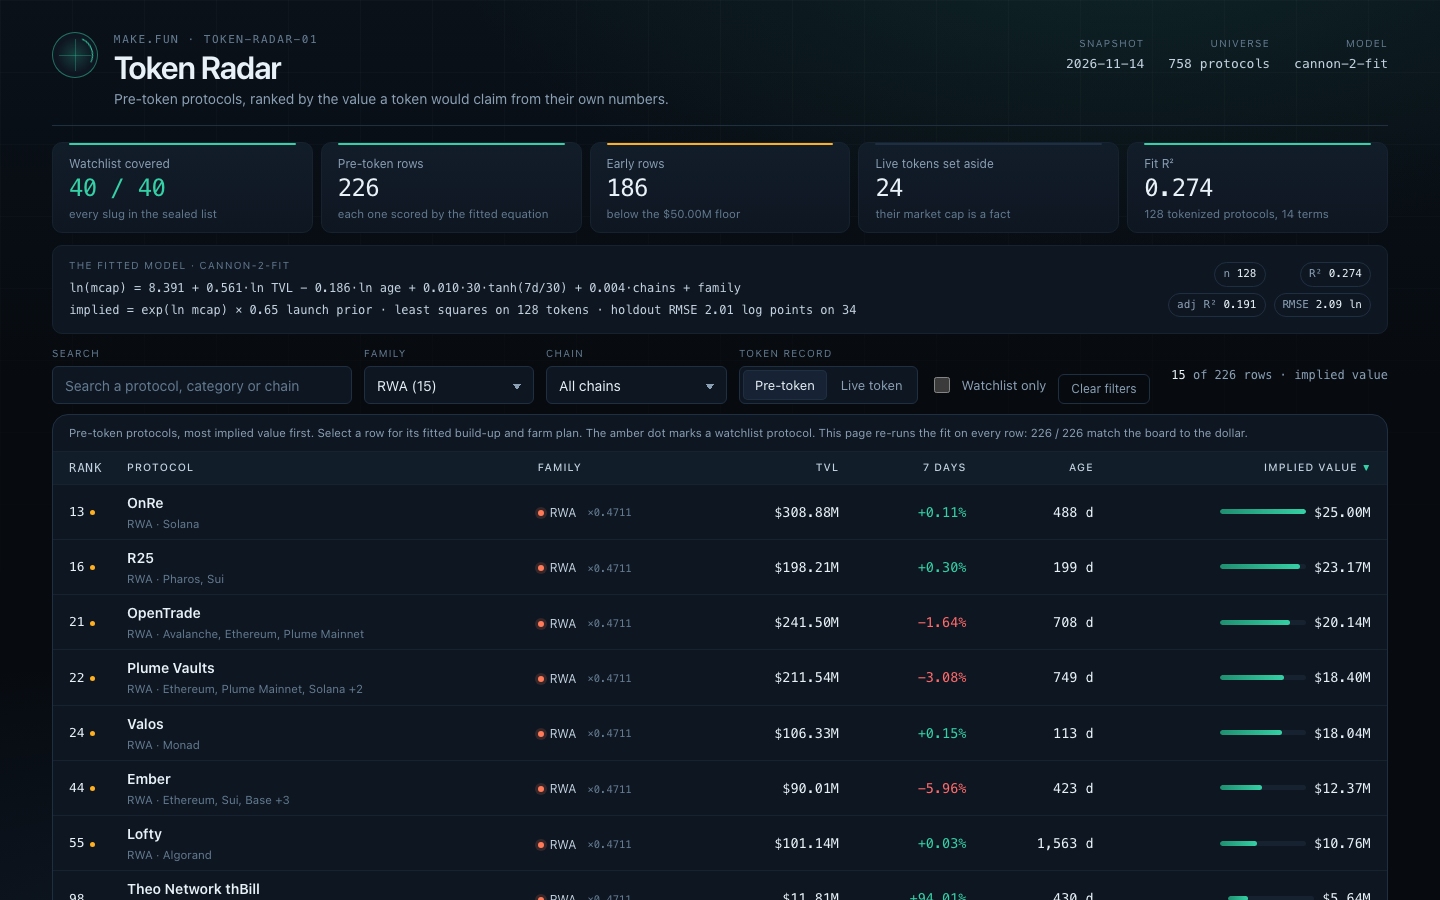 MAKE.FUN · TOKEN-RADAR-01
Token Radar
Pre-token protocols, ranked by the value a token would claim from their own numbers.
SNAPSHOT
2026-11-14
UNIVERSE
758 protocols
MODEL
cannon-2-fit
Watchlist covered
40 / 40
every slug in the sealed list
Pre-token rows
226
each one scored by the fitted equation
Early rows
186
below the $50.00M floor
Live tokens set aside
24
their market cap is a fact
Fit R²
0.274
128 tokenized protocols, 14 terms
THE FITTED MODEL · CANNON-2-FIT
ln(mcap) = 8.391 + 0.561·ln TVL − 0.186·ln age + 0.010·30·tanh(7d/30) + 0.004·chains + family
implied = exp(ln mcap) × 0.65 launch prior · least squares on 128 tokens · holdout RMSE 2.01 log points on 34
n 128
R² 0.274
adj R² 0.191
RMSE 2.09 ln
SEARCH
Search a protocol, category or chain
FAMILY
RWA (15)
CHAIN
All chains
TOKEN RECORD
Pre-token
Live token
Watchlist only
Clear filters
15 of 226 rows · implied value
Pre-token protocols, most implied value first. Select a row for its fitted build-up and farm plan. The amber dot marks a watchlist protocol. This page re-runs the fit on every row: 226 / 226 match the board to the dollar.
RANK PROTOCOL FAMILY TVL 7 DAYS AGE IMPLIED VALUE ▼
13 OnRe RWA ×0.4711 $308.88M +0.11% 488 d $25.00M
RWA · Solana
16 R25 RWA ×0.4711 $198.21M +0.30% 199 d $23.17M
RWA · Pharos, Sui
21 OpenTrade RWA ×0.4711 $241.50M −1.64% 708 d $20.14M
RWA · Avalanche, Ethereum, Plume Mainnet
22 Plume Vaults RWA ×0.4711 $211.54M −3.08% 749 d $18.40M
RWA · Ethereum, Plume Mainnet, Solana +2
24 Valos RWA ×0.4711 $106.33M +0.15% 113 d $18.04M
RWA · Monad
44 Ember RWA ×0.4711 $90.01M −5.96% 423 d $12.37M
RWA · Ethereum, Sui, Base +3
55 Lofty RWA ×0.4711 $101.14M +0.03% 1,563 d $10.76M
RWA · Algorand
98 Theo Network thBill RWA ×0.4711 $11.81M +94.01% 430 d $5.64M